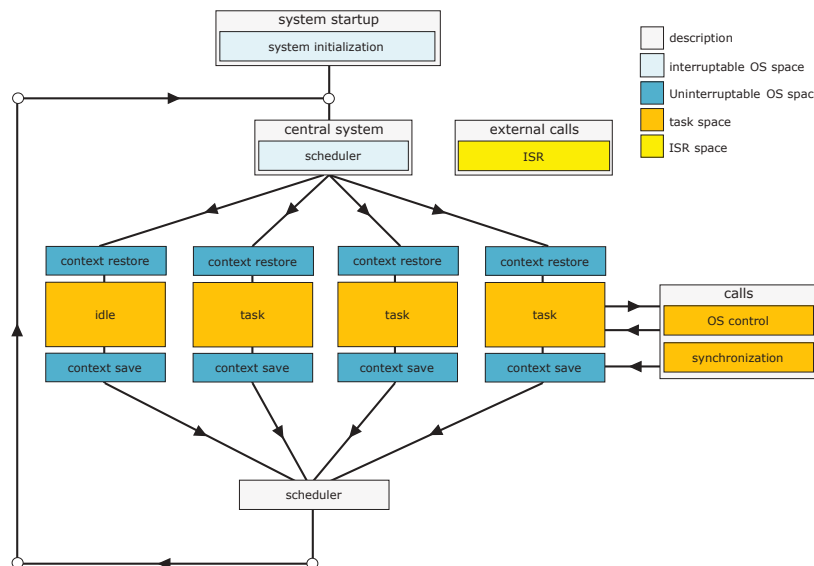 system startup
system initialization
description
interruptable OS space
Uninterruptable OS spac
task space
ISR space
central system
scheduler
external calls
ISR
context restore
context restore
context restore
context restore
idle
task
task
task
calls
OS control
synchronization
context save
context save
context save
context save
scheduler